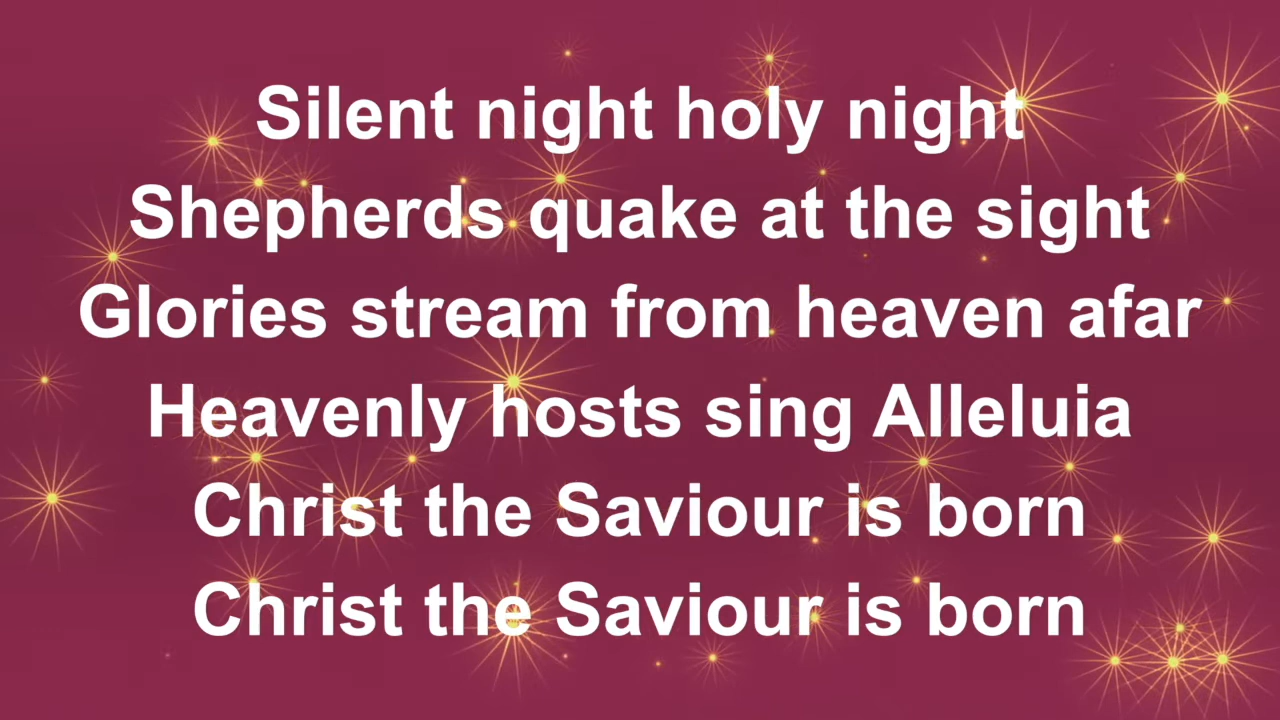 Silent night holy night
Shepherds quake at the sight
Glories stream from heaven afar
Heavenly hosts sing Alleluia
Christ the Saviour is born
Christ the Saviour is born